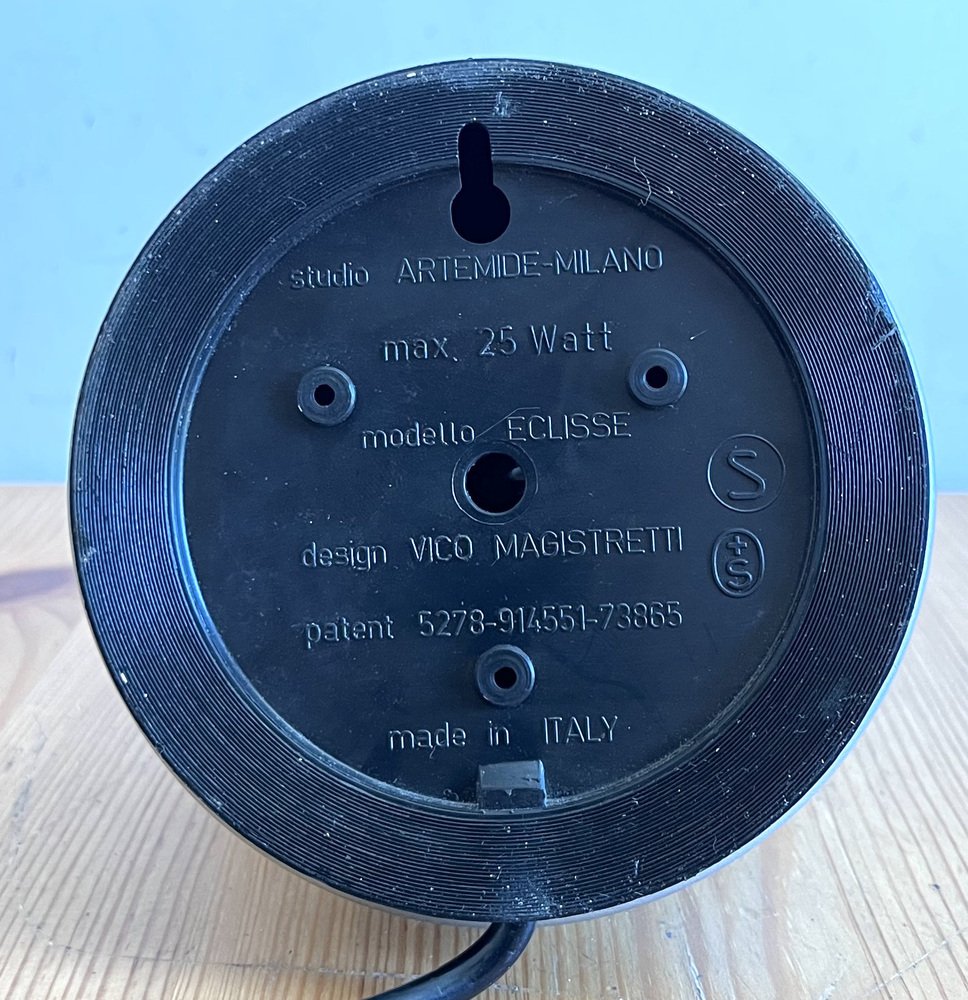 studio ARTEMIDE-MILANO
max. 25 Watt
modello ECLISSE
S
design VICO MAGISTRETTI
+S
patent 5278-914551-73865
made in ITALY